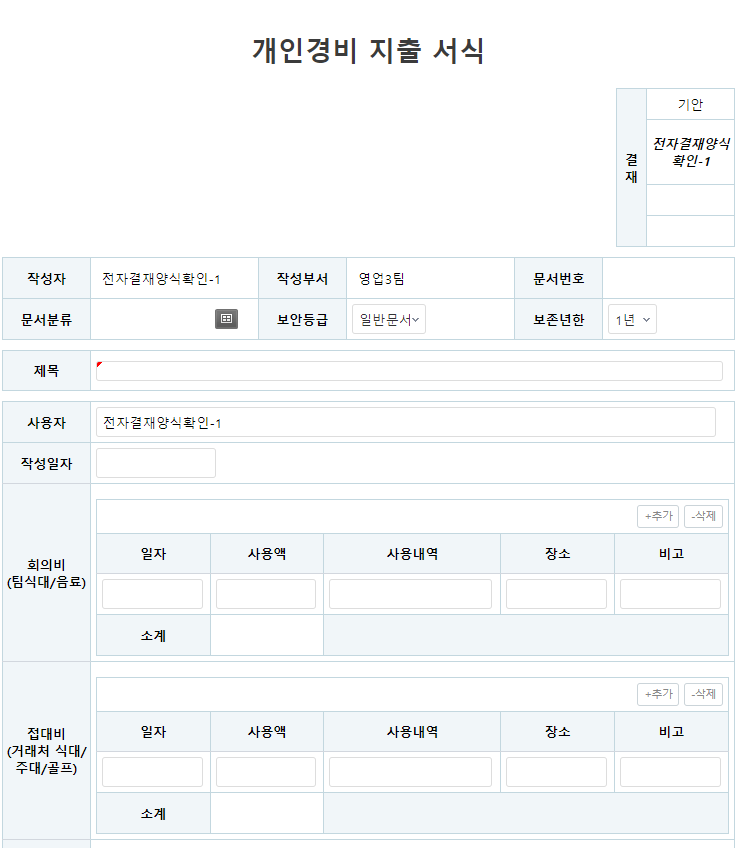 개인경비 지출 서식
결재
기안
전자결재양식
확인-1
작성자 전자결재양식확인-1 작성부서 영업3팀 문서번호
문서분류 보안등급 일반문서 보존년한 1년
제목
사용자 전자결재양식확인-1
작성일자
회의비
(팀식대/음료)
+추가 -삭제
일자 사용액 사용내역 장소 비고
소계
접대비
(거래처 식대/
주대/골프)
+추가 -삭제
일자 사용액 사용내역 장소 비고
소계